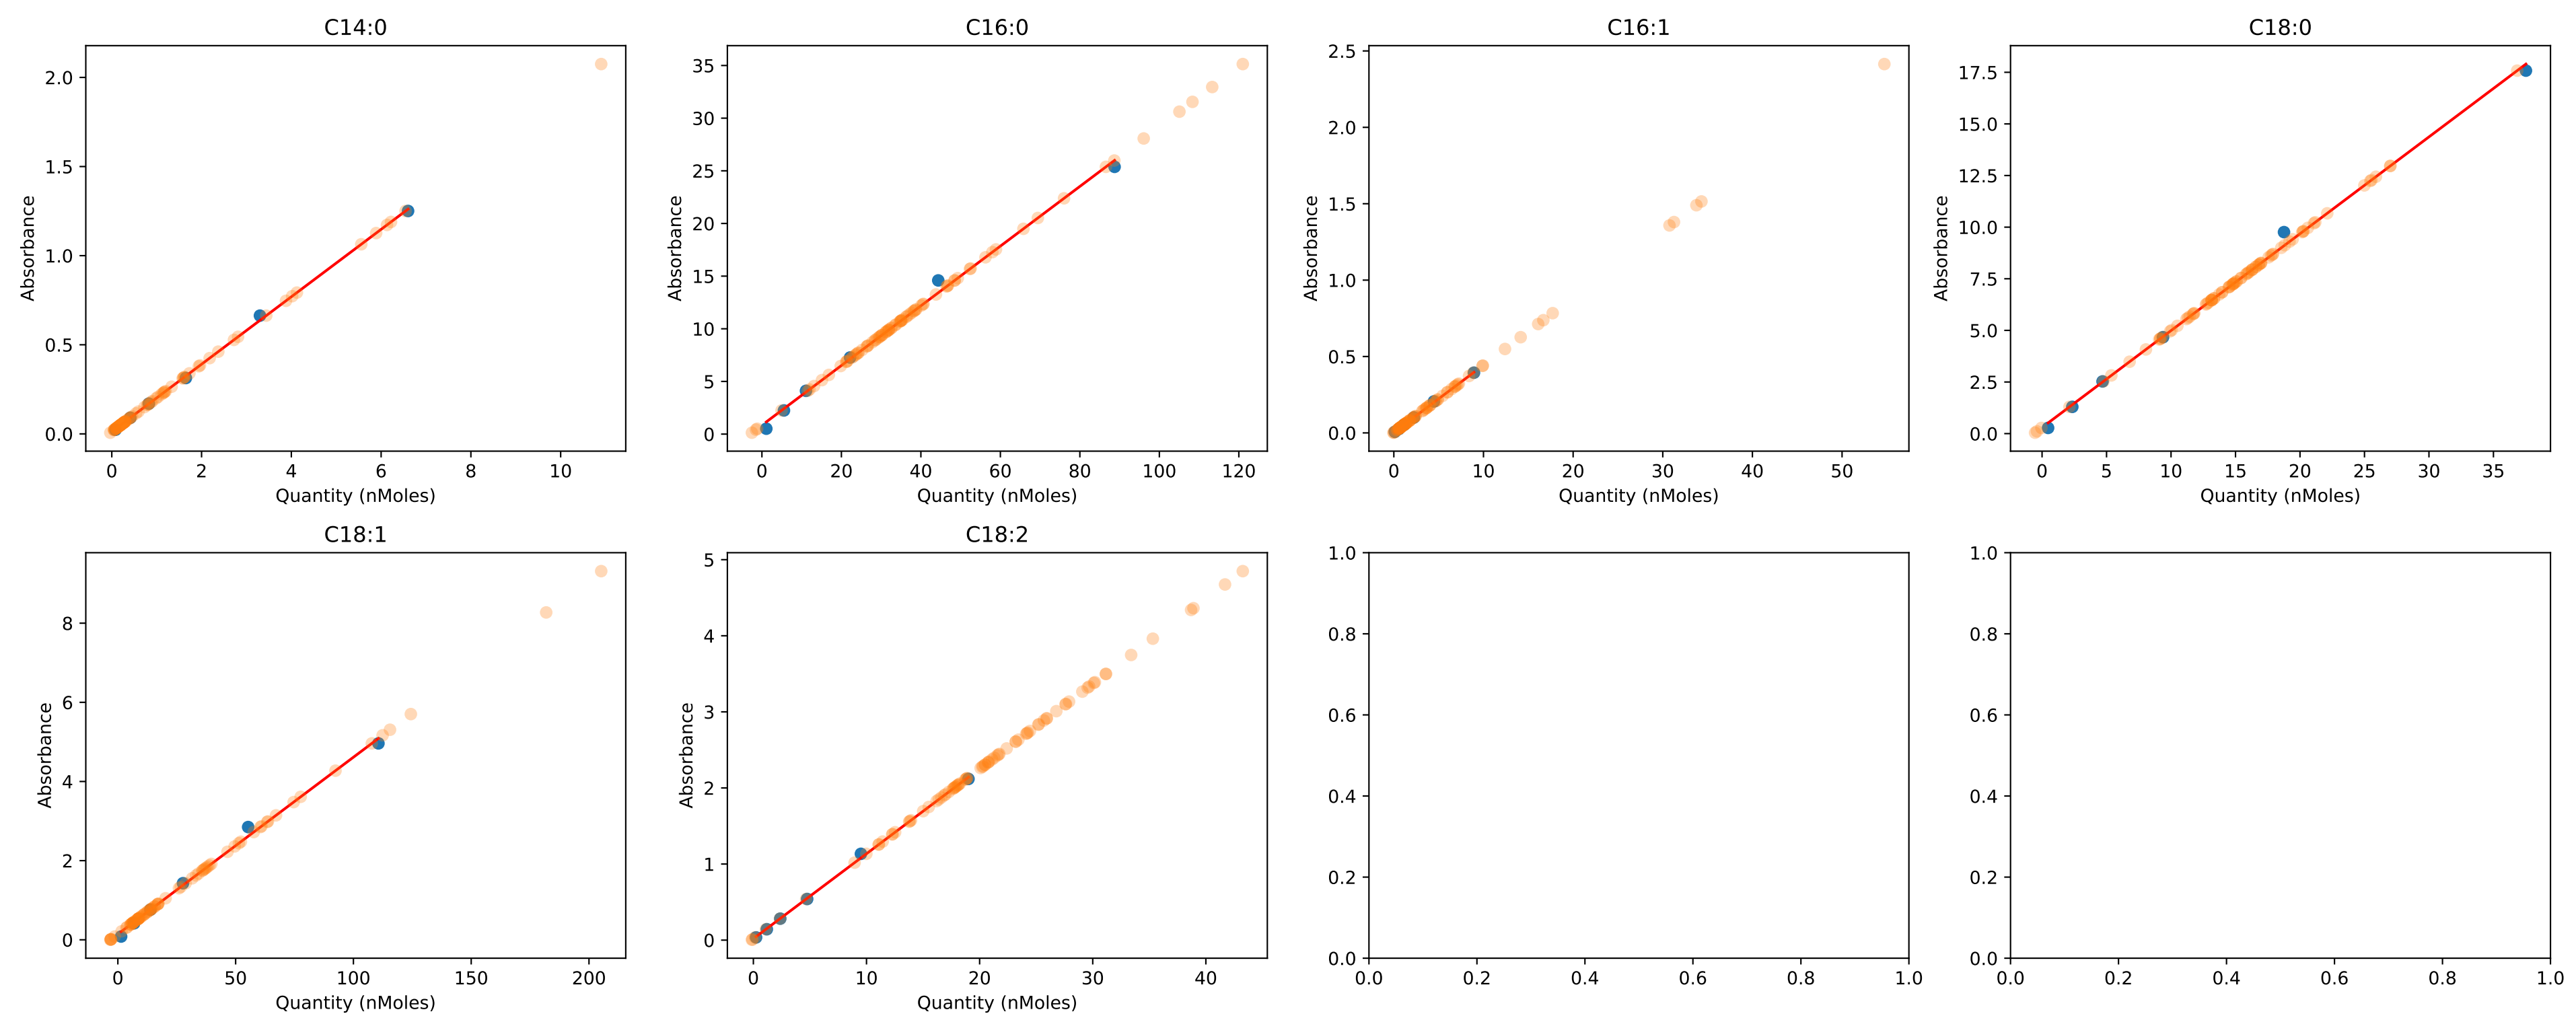 C14:0
2.0
1.5
1.0
0.5
0.0
0 2 4 6 8 10
Absorbance
Quantity (nMoles)
C16:0
35
30
25
20
15
10
5
0
0 20 40 60 80 100 120
Absorbance
Quantity (nMoles)
C16:1
2.5
2.0
1.5
1.0
0.5
0.0
0 10 20 30 40 50
Absorbance
Quantity (nMoles)
C18:0
17.5
15.0
12.5
10.0
7.5
5.0
2.5
0.0
0 5 10 15 20 25 30 35
Absorbance
Quantity (nMoles)
C18:1
8
6
4
2
0
0 50 100 150 200
Absorbance
Quantity (nMoles)
C18:2
5
4
3
2
1
0
0 10 20 30 40
Absorbance
Quantity (nMoles)
1.0
0.8
0.6
0.4
0.2
0.0
0.0 0.2 0.4 0.6 0.8 1.0
1.0
0.8
0.6
0.4
0.2
0.0
0.0 0.2 0.4 0.6 0.8 1.0